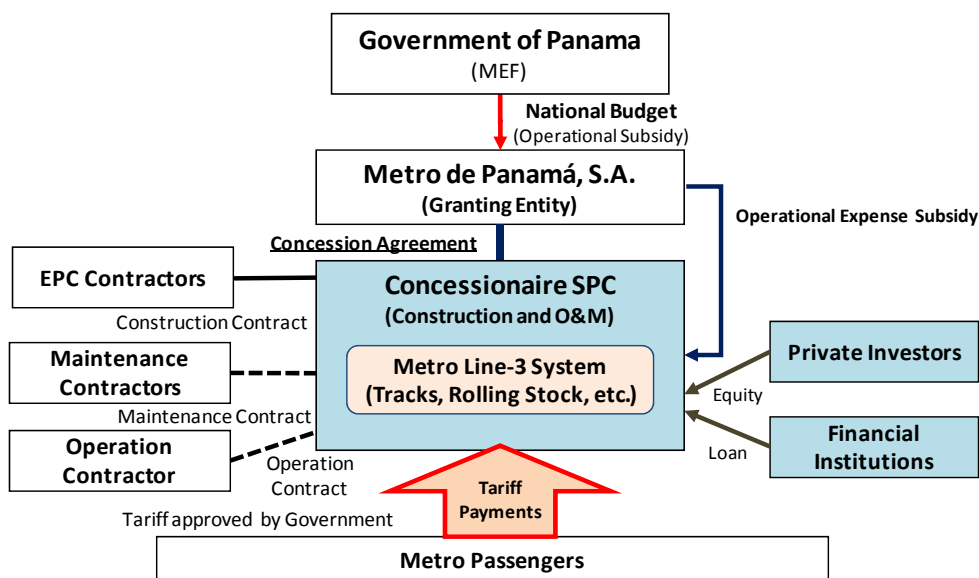 Government of Panama
(MEF)
National Budget
(Operational Subsidy)
Metro de Panamá, S.A.
(Granting Entity)
Operational Expense Subsidy
Concession Agreement
EPC Contractors
Concessionaire SPC
(Construction and O&M)
Construction Contract
Maintenance
Contractors
Metro Line-3 System
(Tracks, Rolling Stock, etc.)
Private Investors
Equity
Maintenance Contract
Operation
Contractor
Operation
Contract
Loan
Financial
Institutions
Tariff
Payments
Tariff approved by Government
Metro Passengers